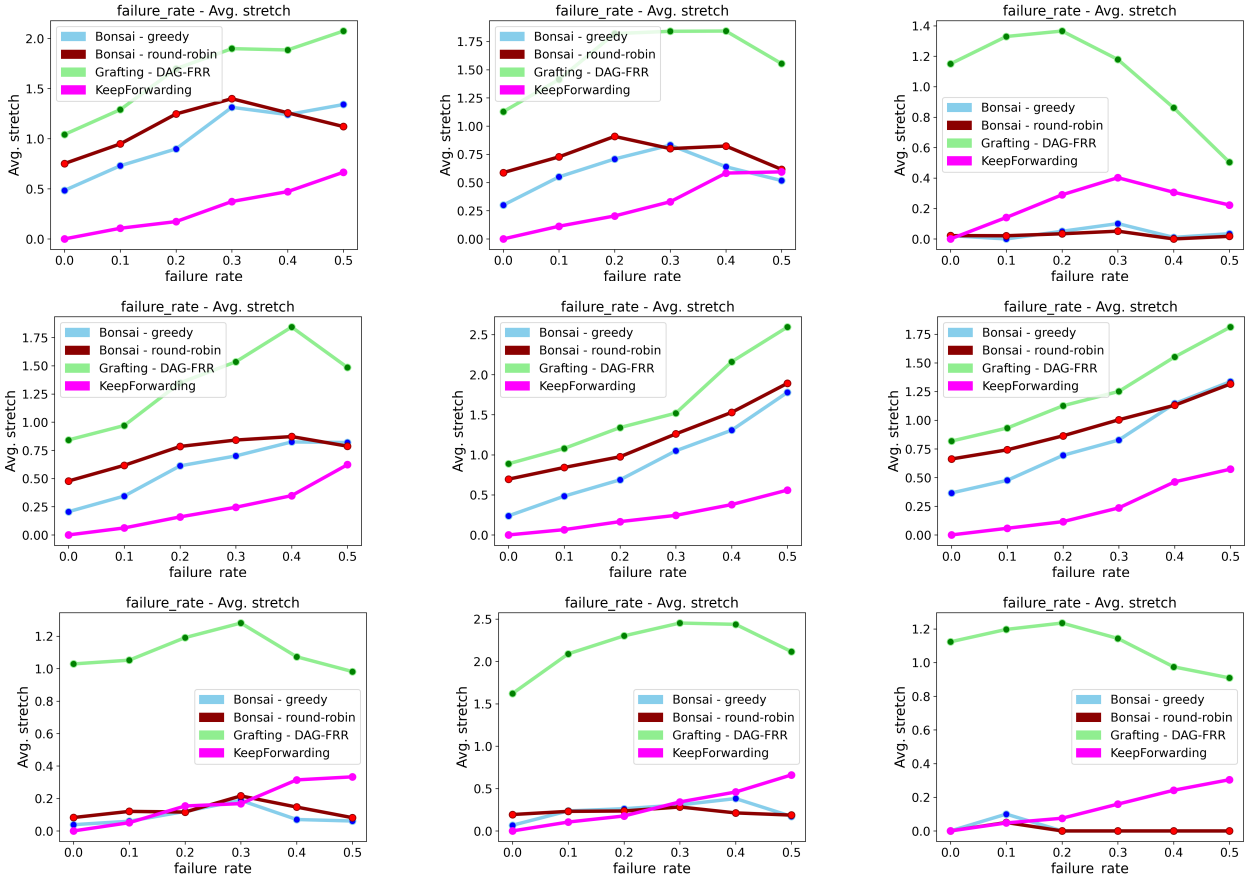 failure_rate - Avg. stretch
Avg. stretch
2.0
1.5
1.0
0.5
0.0
Bonsai - greedy
Bonsai - round-robin
Grafting - DAG-FRR
KeepForwarding
0.0 0.1 0.2 0.3 0.4 0.5
failure rate
failure_rate - Avg. stretch
Avg. stretch
1.75
1.50
1.25
1.00
0.75
0.50
0.25
0.00
Bonsai - greedy
Bonsai - round-robin
Grafting - DAG-FRR
KeepForwarding
0.0 0.1 0.2 0.3 0.4 0.5
failure rate
failure_rate - Avg. stretch
Avg. stretch
1.4
1.2
1.0
0.8
0.6
0.4
0.2
0.0
Bonsai - greedy
Bonsai - round-robin
Grafting - DAG-FRR
KeepForwarding
0.0 0.1 0.2 0.3 0.4 0.5
failure rate
failure_rate - Avg. stretch
Avg. stretch
1.75
1.50
1.25
1.00
0.75
0.50
0.25
0.00
Bonsai - greedy
Bonsai - round-robin
Grafting - DAG-FRR
KeepForwarding
0.0 0.1 0.2 0.3 0.4 0.5
failure rate
failure_rate - Avg. stretch
Avg. stretch
2.5
2.0
1.5
1.0
0.5
0.0
Bonsai - greedy
Bonsai - round-robin
Grafting - DAG-FRR
KeepForwarding
0.0 0.1 0.2 0.3 0.4 0.5
failure rate
failure_rate - Avg. stretch
Avg. stretch
1.75
1.50
1.25
1.00
0.75
0.50
0.25
0.00
Bonsai - greedy
Bonsai - round-robin
Grafting - DAG-FRR
KeepForwarding
0.0 0.1 0.2 0.3 0.4 0.5
failure rate
failure_rate - Avg. stretch
Avg. stretch
1.2
1.0
0.8
0.6
0.4
0.2
0.0
Bonsai - greedy
Bonsai - round-robin
Grafting - DAG-FRR
KeepForwarding
0.0 0.1 0.2 0.3 0.4 0.5
failure rate
failure_rate - Avg. stretch
Avg. stretch
2.5
2.0
1.5
1.0
0.5
0.0
Bonsai - greedy
Bonsai - round-robin
Grafting - DAG-FRR
KeepForwarding
0.0 0.1 0.2 0.3 0.4 0.5
failure rate
failure_rate - Avg. stretch
Avg. stretch
1.2
1.0
0.8
0.6
0.4
0.2
0.0
Bonsai - greedy
Bonsai - round-robin
Grafting - DAG-FRR
KeepForwarding
0.0 0.1 0.2 0.3 0.4 0.5
failure rate